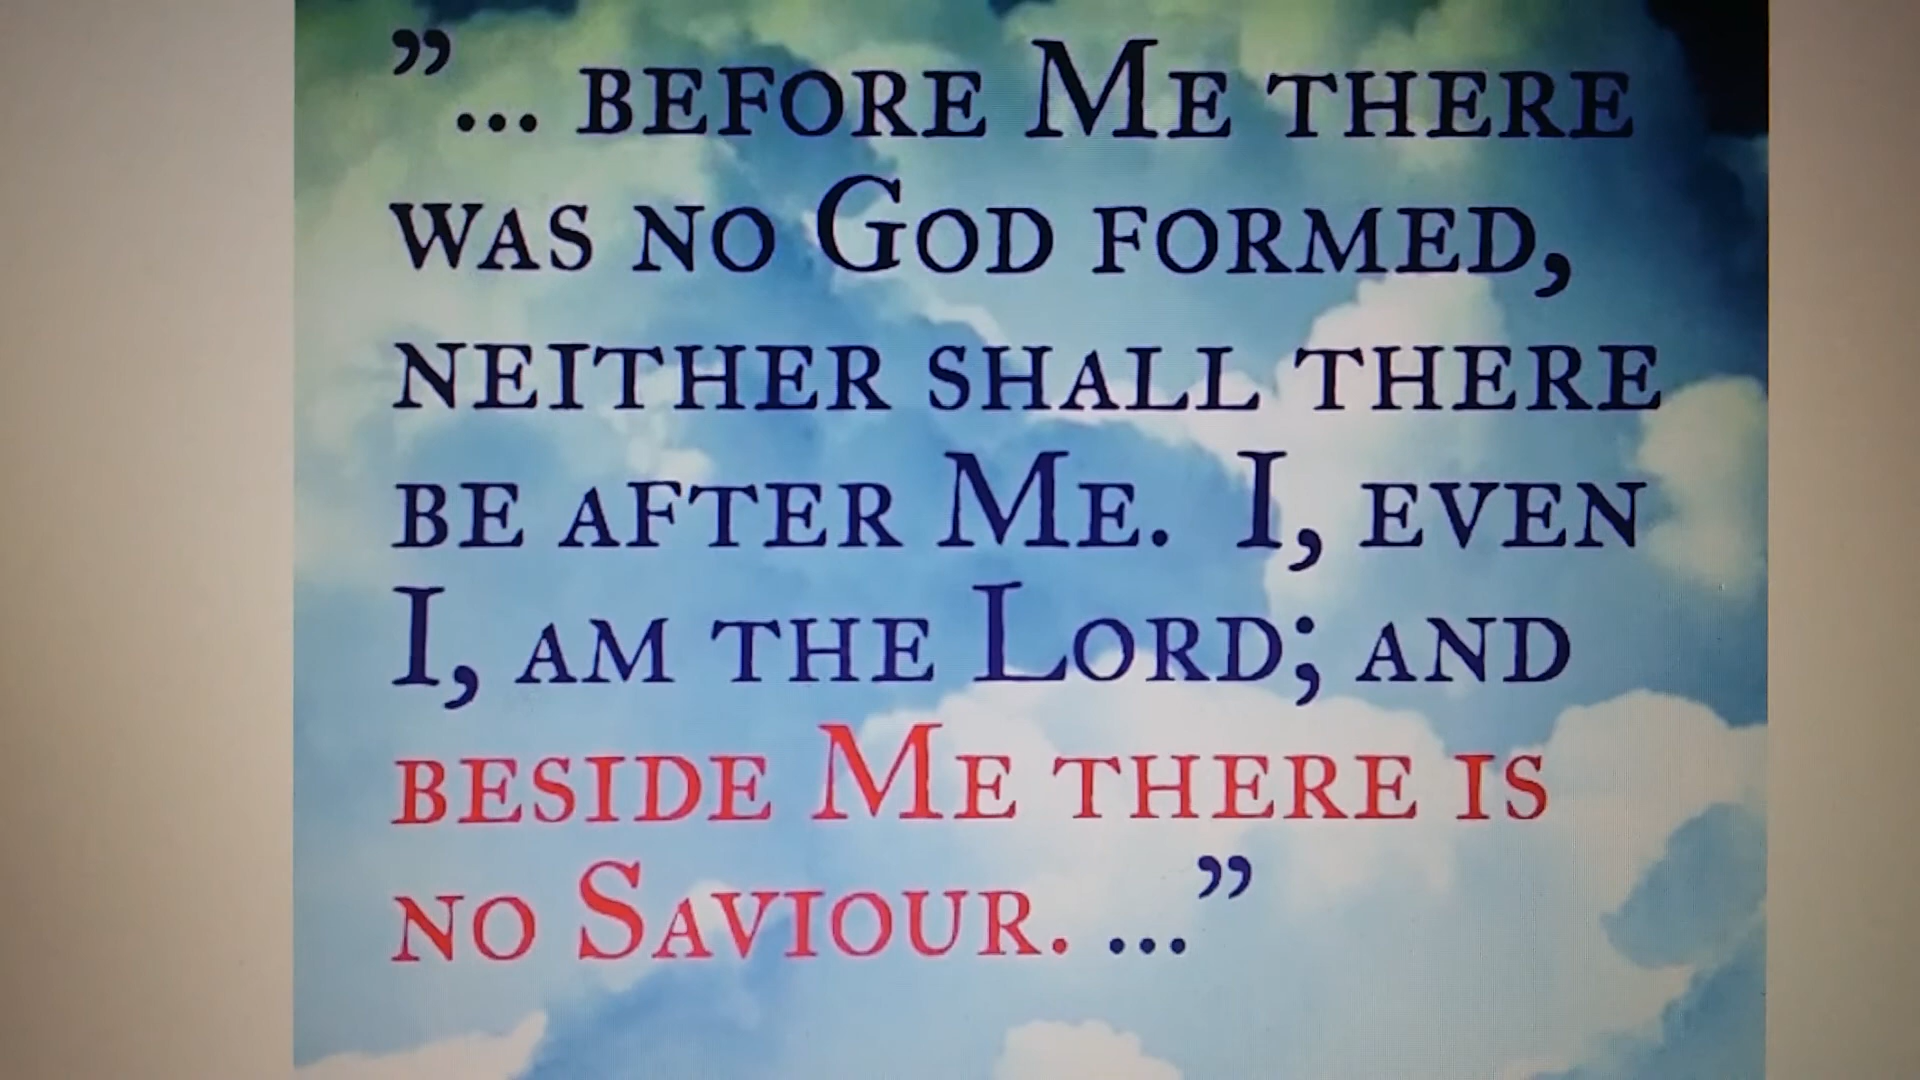 ”... BEFORE ME THERE
WAS NO GOD FORMED,
NEITHER SHALL THERE
BE AFTER ME. I, EVEN
I, AM THE LORD; AND
BESIDE ME THERE IS
NO SAVIOUR. ...”